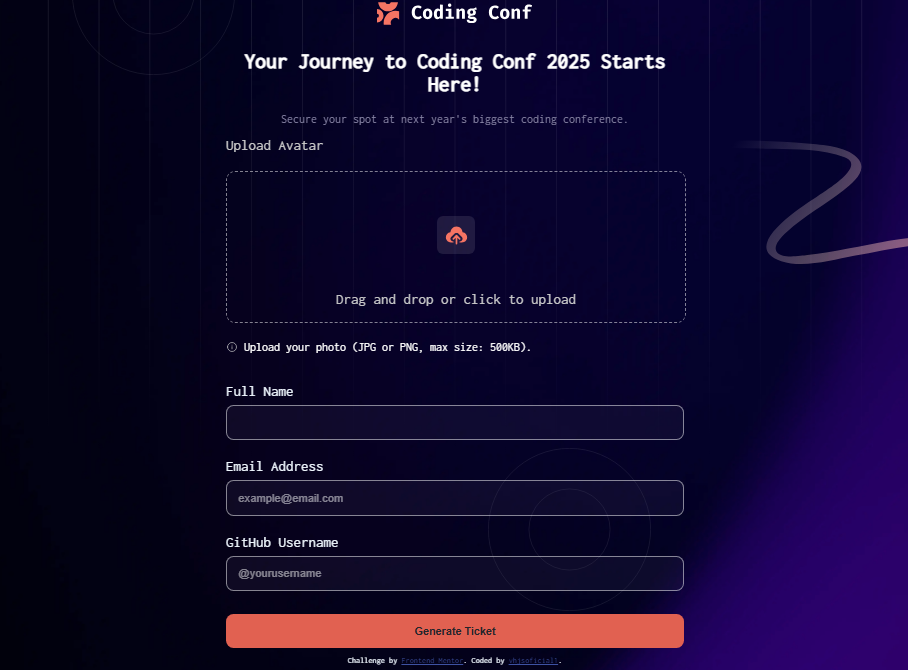 Coding Conf
Your Journey to Coding Conf 2025 Starts
Here!
Secure your spot at next year's biggest coding conference.
Upload Avatar
Drag and drop or click to upload
Upload your photo (JPG or PNG, max size: 500KB).
Full Name
Email Address
example@email.com
GitHub Username
@yourusername
Generate Ticket
Challenge by Frontend Mentor. Coded by